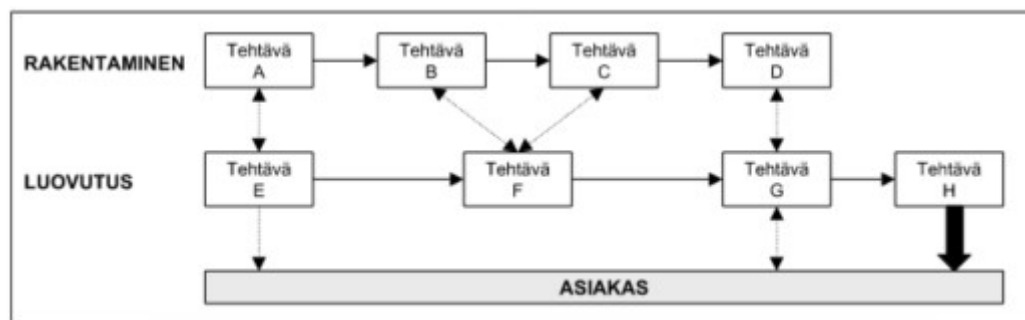 RAKENTAMINEN
Tehtävä
A
Tehtävä
B
Tehtävä
C
Tehtävä
D
LUOVUTUS
Tehtävä
E
Tehtävä
F
Tehtävä
G
Tehtävä
H
ASIAKAS